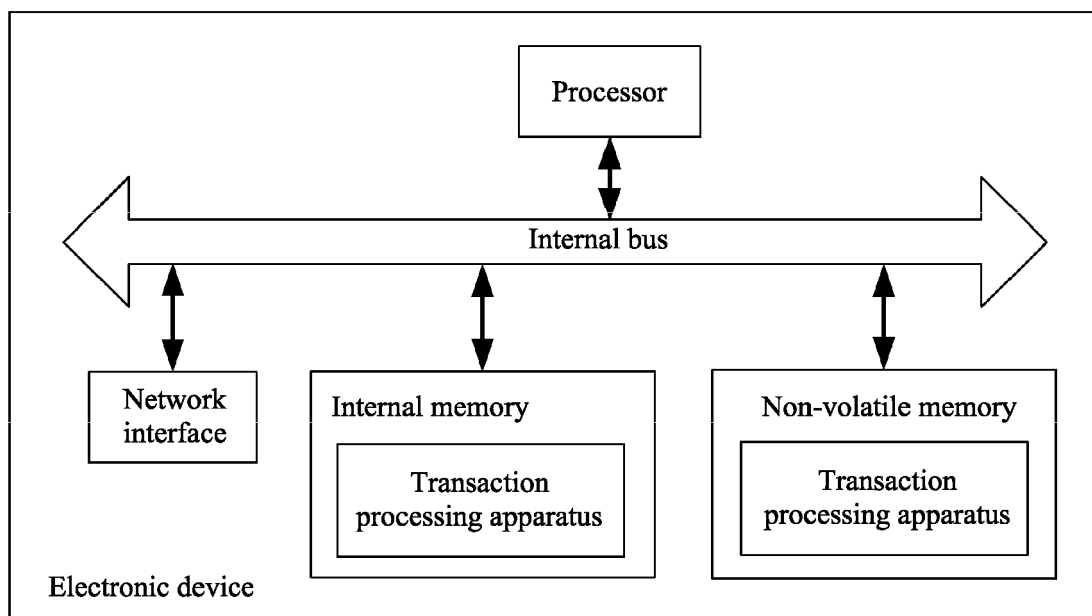 Processor
Internal bus
Network
interface
Internal memory
Transaction
processing apparatus
Non-volatile memory
Transaction
processing apparatus
Electronic device